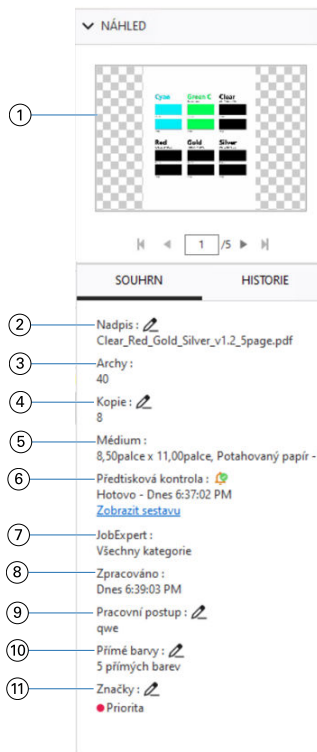 NÁHLED
1
Cyan
Green C
Clear
Red
Gold
Silver
1 /5
SOUHRN
HISTORIE
2
Nadpis :
Clear_Red_Gold_Silver_v1.2_5page.pdf
3
Archy :
40
4
Kopie :
8
5
Médium :
8,50palce x 11,00palce, Potahovaný papír -
6
Předtisková kontrola :
Hotovo - Dnes 6:37:02 PM
Zobrazit sestavu
7
JobExpert :
Všechny kategorie
8
Zpracováno :
Dnes 6:39:03 PM
9
Pracovní postup :
qwe
10
Přímé barvy :
5 přímých barev
11
Značky :
Priorita